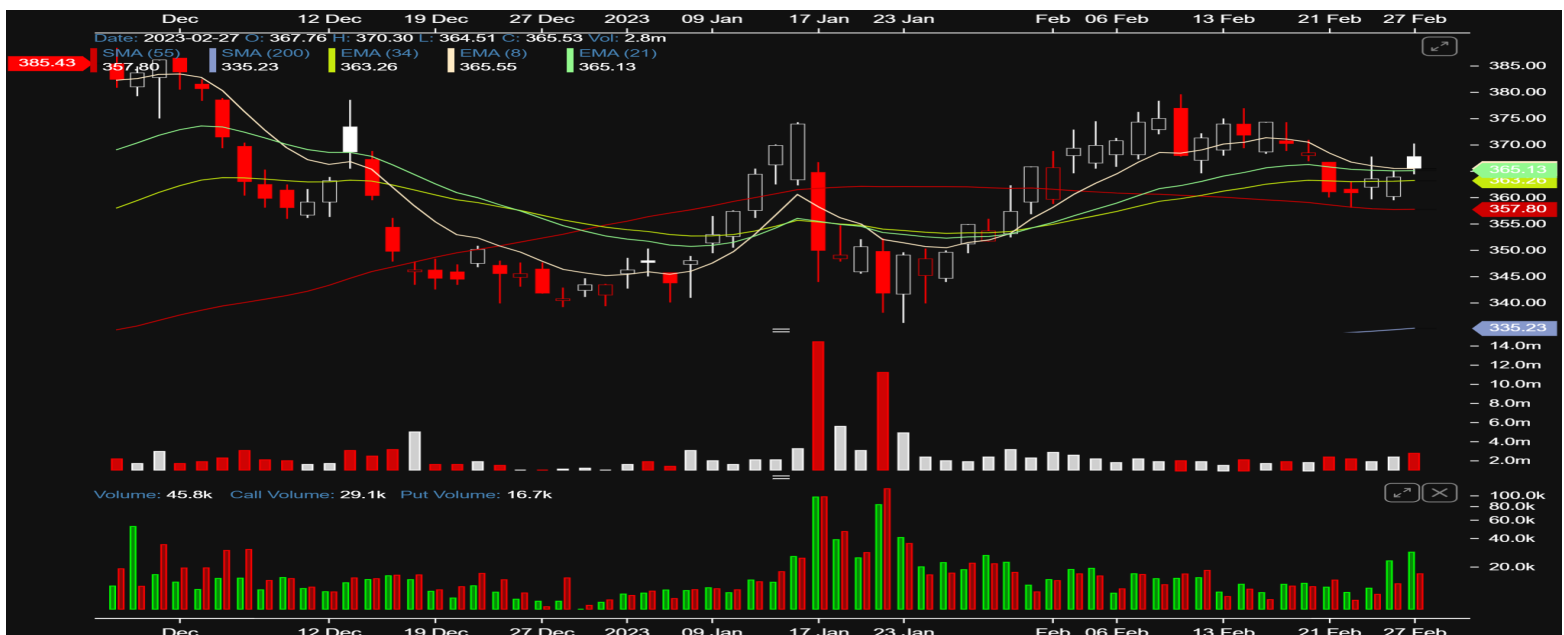 Dec 12 Dec 19 Dec 27 Dec 2023 09 Jan 17 Jan 23 Jan Feb 06 Feb 13 Feb 21 Feb 27 Feb
Date: 2023-02-27 O: 367.76 H: 370.30 L: 364.51 C: 365.53 Vol: 2.8m
SMA (55) SMA (200) EMA (34) EMA (8) EMA (21)
357.80 335.23 363.26 365.55 365.13
385.43
385.00
380.00
375.00
370.00
365.13
363.26
360.00
357.80
355.00
350.00
345.00
340.00
335.23
14.0m
12.0m
10.0m
8.0m
6.0m
4.0m
2.0m
Volume: 45.8k Call Volume: 29.1k Put Volume: 16.7k
100.0k
80.0k
60.0k
40.0k
20.0k
Dec 12 Dec 19 Dec 27 Dec 2023 09 Jan 17 Jan 23 Jan Feb 06 Feb 13 Feb 21 Feb 27 Feb